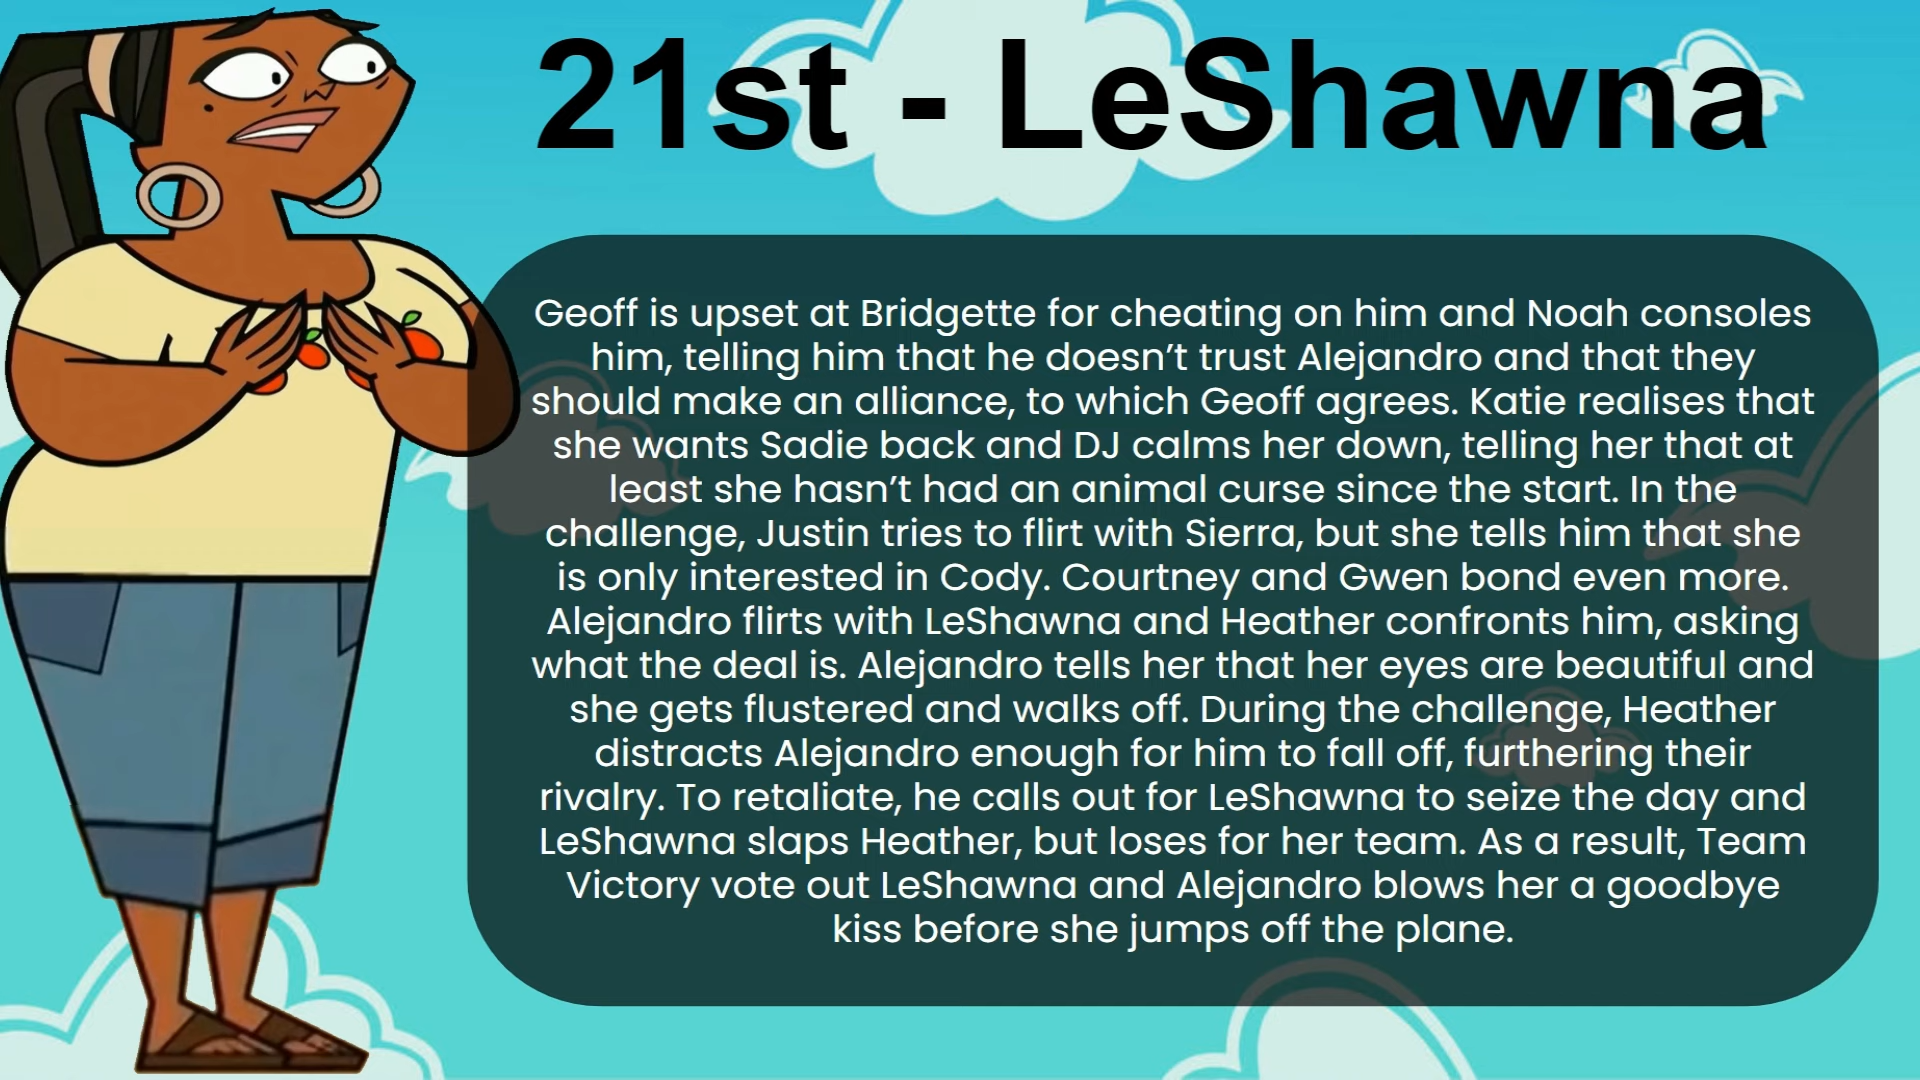 21st - LeShawna
Geoff is upset at Bridgette for cheating on him and Noah consoles
him, telling him that he doesn’t trust Alejandro and that they
should make an alliance, to which Geoff agrees. Katie realises that
she wants Sadie back and DJ calms her down, telling her that at
least she hasn’t had an animal curse since the start. In the
challenge, Justin tries to flirt with Sierra, but she tells him that she
is only interested in Cody. Courtney and Gwen bond even more.
Alejandro flirts with LeShawna and Heather confronts him, asking
what the deal is. Alejandro tells her that her eyes are beautiful and
she gets flustered and walks off. During the challenge, Heather
distracts Alejandro enough for him to fall off, furthering their
rivalry. To retaliate, he calls out for LeShawna to seize the day and
LeShawna slaps Heather, but loses for her team. As a result, Team
Victory vote out LeShawna and Alejandro blows her a goodbye
kiss before she jumps off the plane.